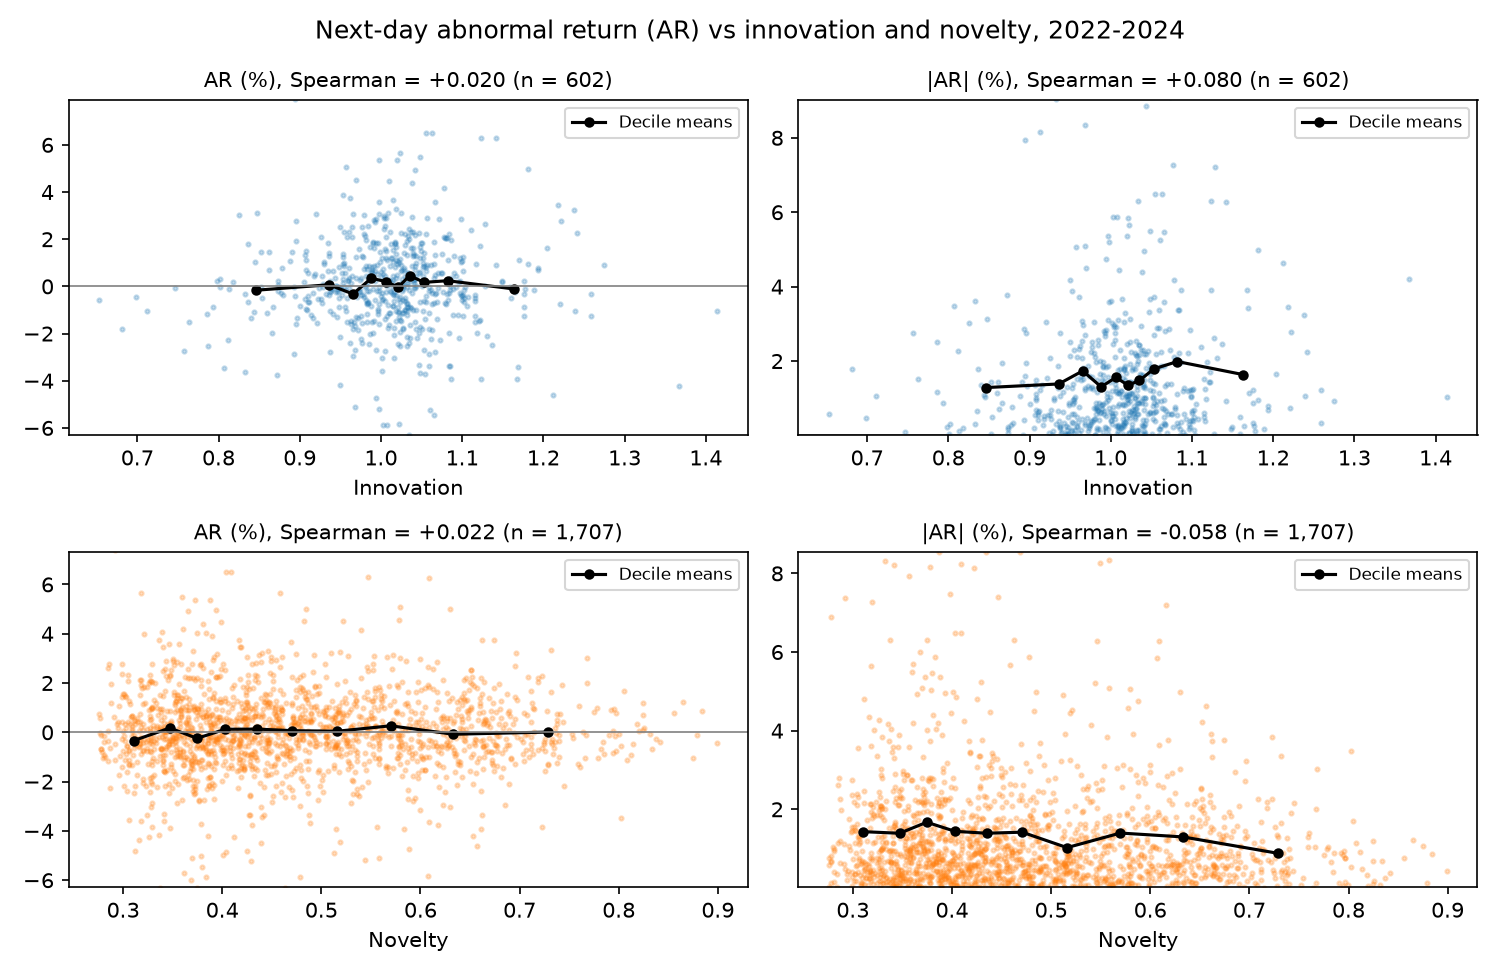 Next-day abnormal return (AR) vs innovation and novelty, 2022-2024
AR (%), Spearman = +0.020 (n = 602)
Decile means
6
4
2
0
−2
−4
−6
0.7 0.8 0.9 1.0 1.1 1.2 1.3 1.4
Innovation
|AR| (%), Spearman = +0.080 (n = 602)
Decile means
8
6
4
2
0.7 0.8 0.9 1.0 1.1 1.2 1.3 1.4
Innovation
AR (%), Spearman = +0.022 (n = 1,707)
Decile means
6
4
2
0
−2
−4
−6
0.3 0.4 0.5 0.6 0.7 0.8 0.9
Novelty
|AR| (%), Spearman = -0.058 (n = 1,707)
Decile means
8
6
4
2
0.3 0.4 0.5 0.6 0.7 0.8 0.9
Novelty